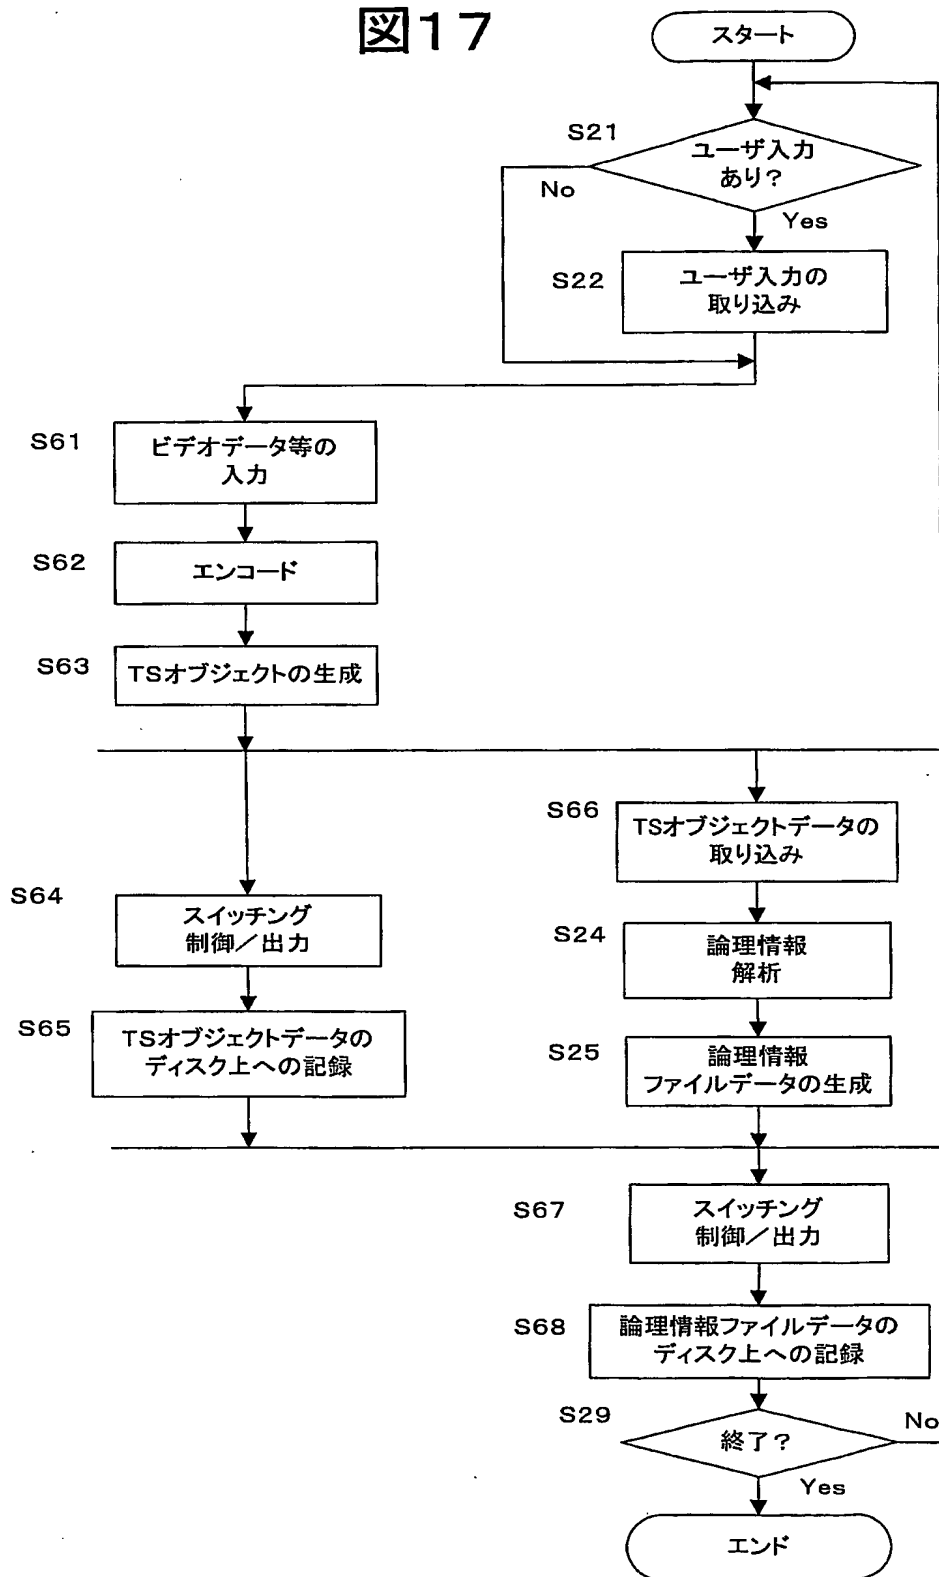 図17
スタート
S21
ユーザ入力
あり?
No
Yes
S22
ユーザ入力の
取り込み
S61
ビデオデータ等の
入力
S62
エンコード
S63
TSオブジェクトの生成
S66
TSオブジェクトデータの
取り込み
S64
スイッチング
制御/出力
S24
論理情報
解析
S65
TSオブジェクトデータの
ディスク上への記録
S25
論理情報
ファイルデータの生成
S67
スイッチング
制御/出力
S68
論理情報ファイルデータの
ディスク上への記録
S29
終了?
No
Yes
エンド